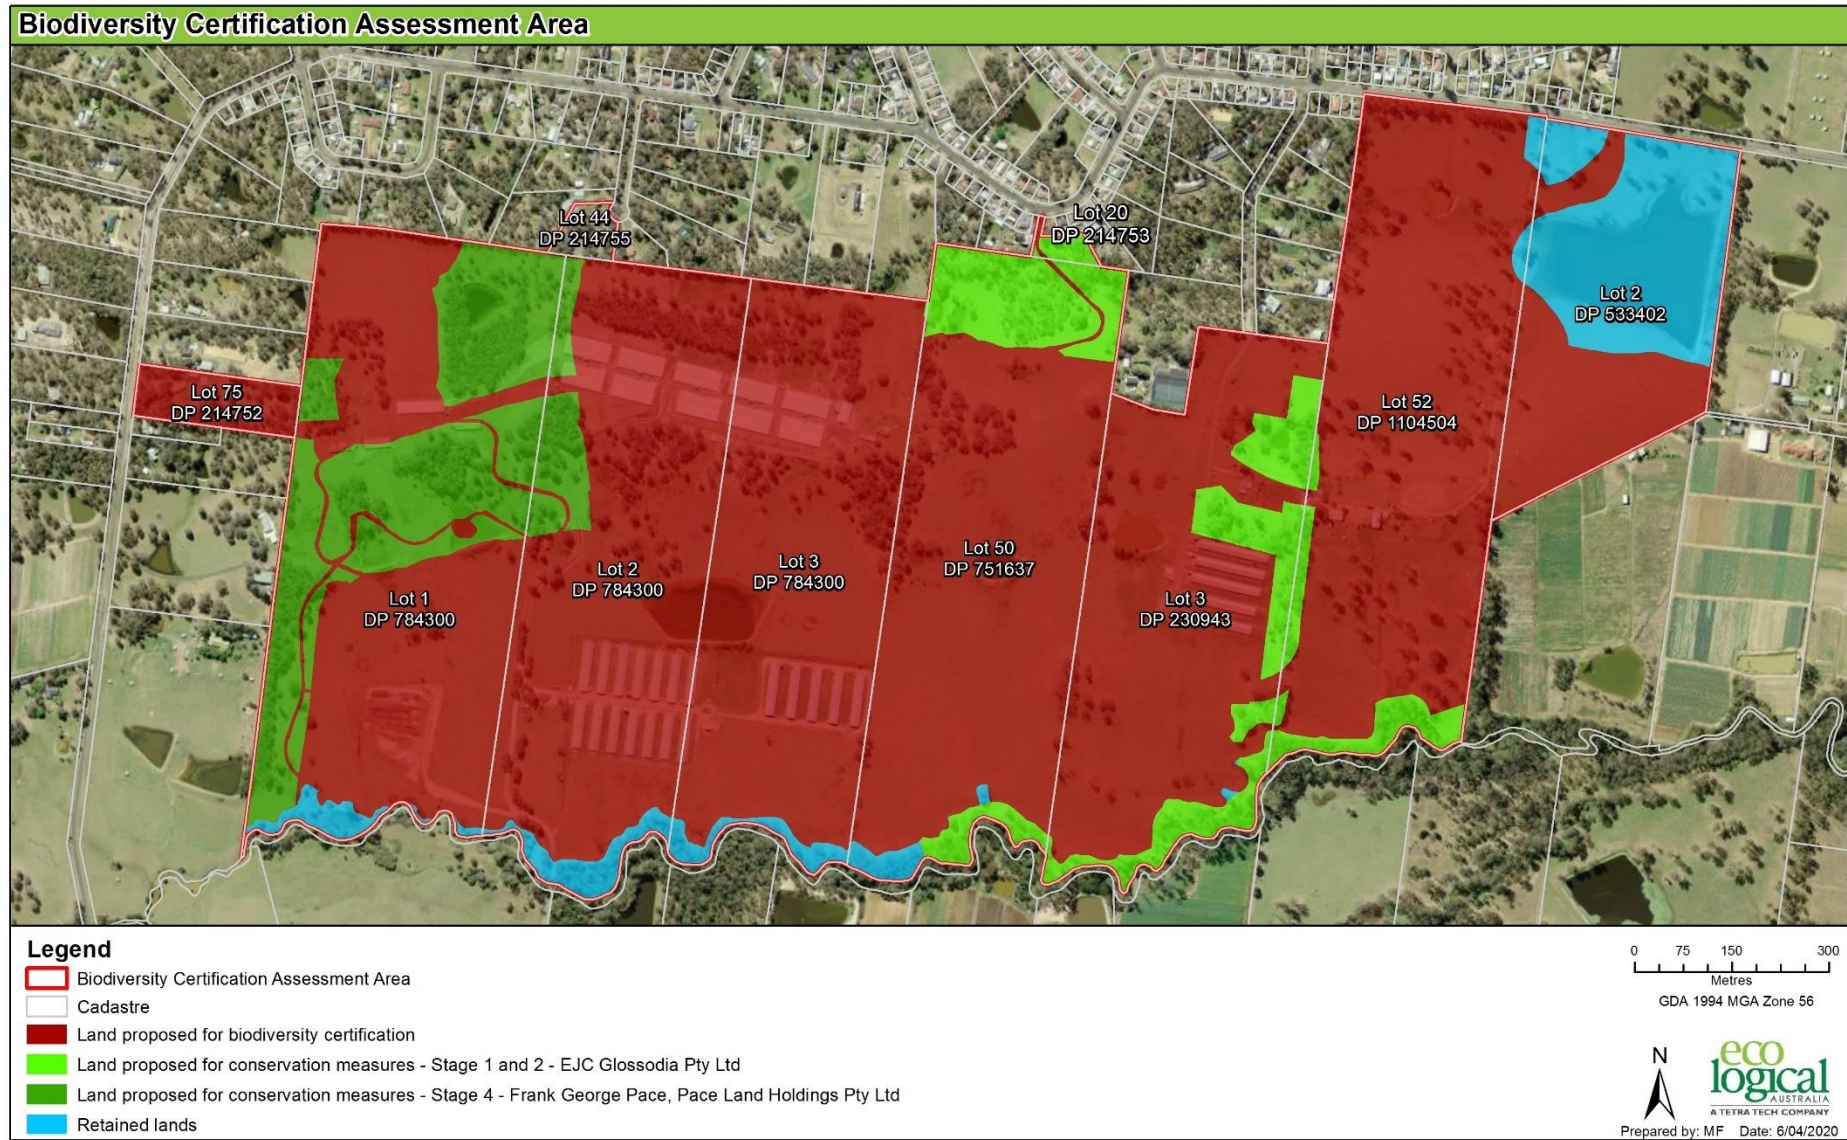 Biodiversity Certification Assessment Area
Lot 44
DP 214755
Lot 20
DP 214753
Lot 2
DP 533402
Lot 75
DP 214752
Lot 52
DP 1104504
Lot 1
DP 784300
Lot 2
DP 784300
Lot 3
DP 784300
Lot 50
DP 751637
Lot 3
DP 230943
Legend
Biodiversity Certification Assessment Area
Cadastre
Land proposed for biodiversity certification
Land proposed for conservation measures - Stage 1 and 2 - EJC Glossodia Pty Ltd
Land proposed for conservation measures - Stage 4 - Frank George Pace, Pace Land Holdings Pty Ltd
Retained lands
0 75 150 300
Metres
GDA 1994 MGA Zone 56
N
eco
logical
AUSTRALIA
A TETRA TECH COMPANY
Prepared by: MF Date: 6/04/2020